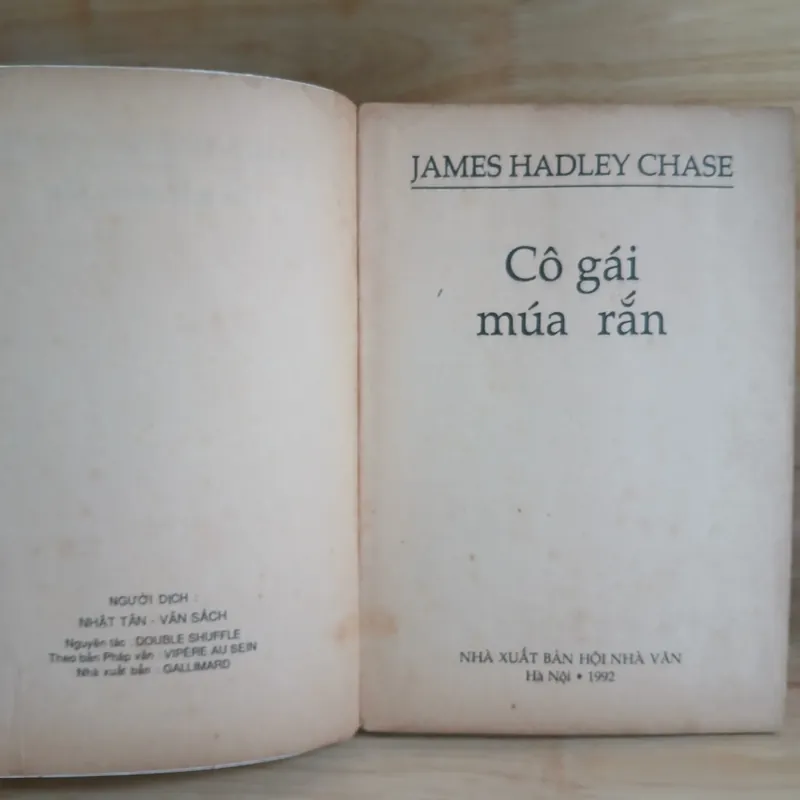 NGƯỜI DỊCH :
NHẬT TÂN - VĂN SÁCH
Nguyên tác : DOUBLE SHUFFLE
Theo bản Pháp văn : VIPÈRE AU SEIN
Nhà xuất bản : GALLIMARD
JAMES HADLEY CHASE
Cô gái
múa rắn
NHÀ XUẤT BẢN HỘI NHÀ VĂN
Hà Nội • 1992